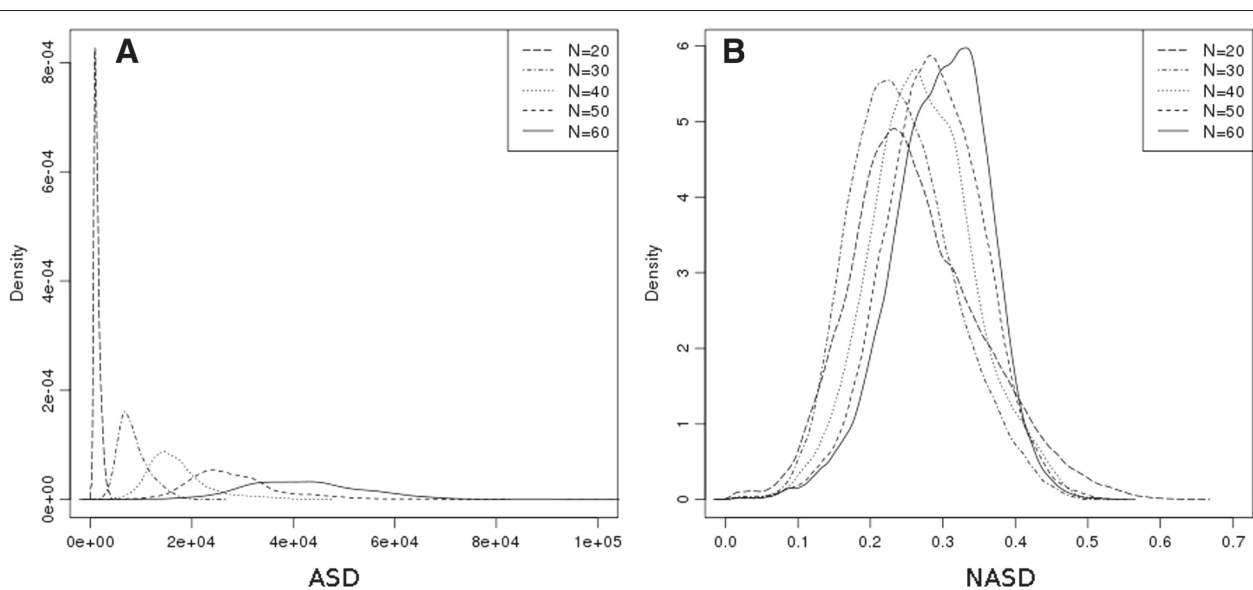 A
N=20
N=30
N=40
N=50
N=60
Density
0e+00
2e-04
4e-04
6e-04
8e-04
0e+00
2e+04
4e+04
6e+04
8e+04
1e+05
ASD
B
N=20
N=30
N=40
N=50
N=60
Density
0
1
2
3
4
5
6
0.0
0.1
0.2
0.3
0.4
0.5
0.6
0.7
NASD